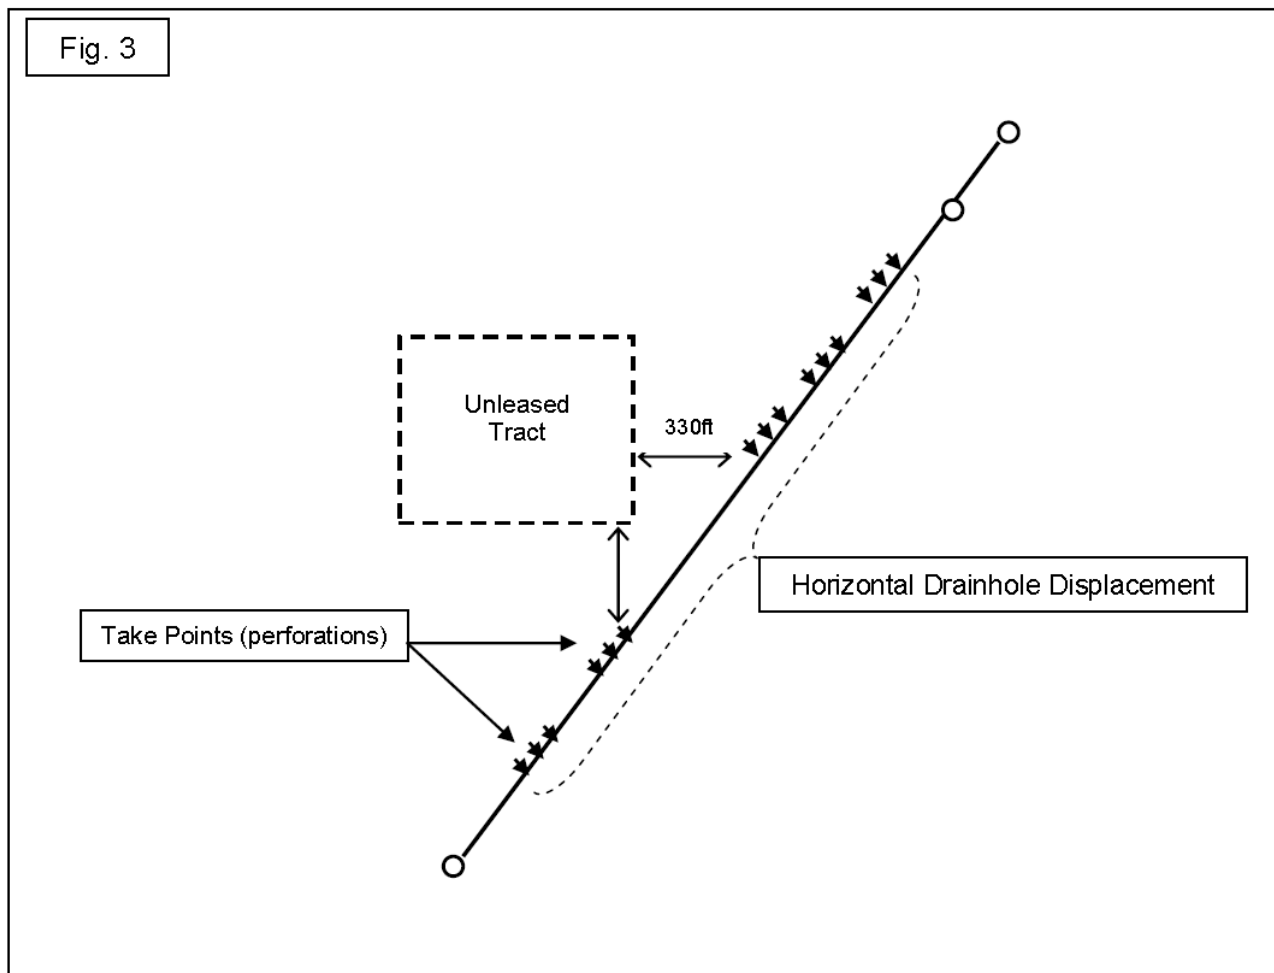 Fig. 3
Unleased
Tract
330ft
Horizontal Drainhole Displacement
Take Points (perforations)